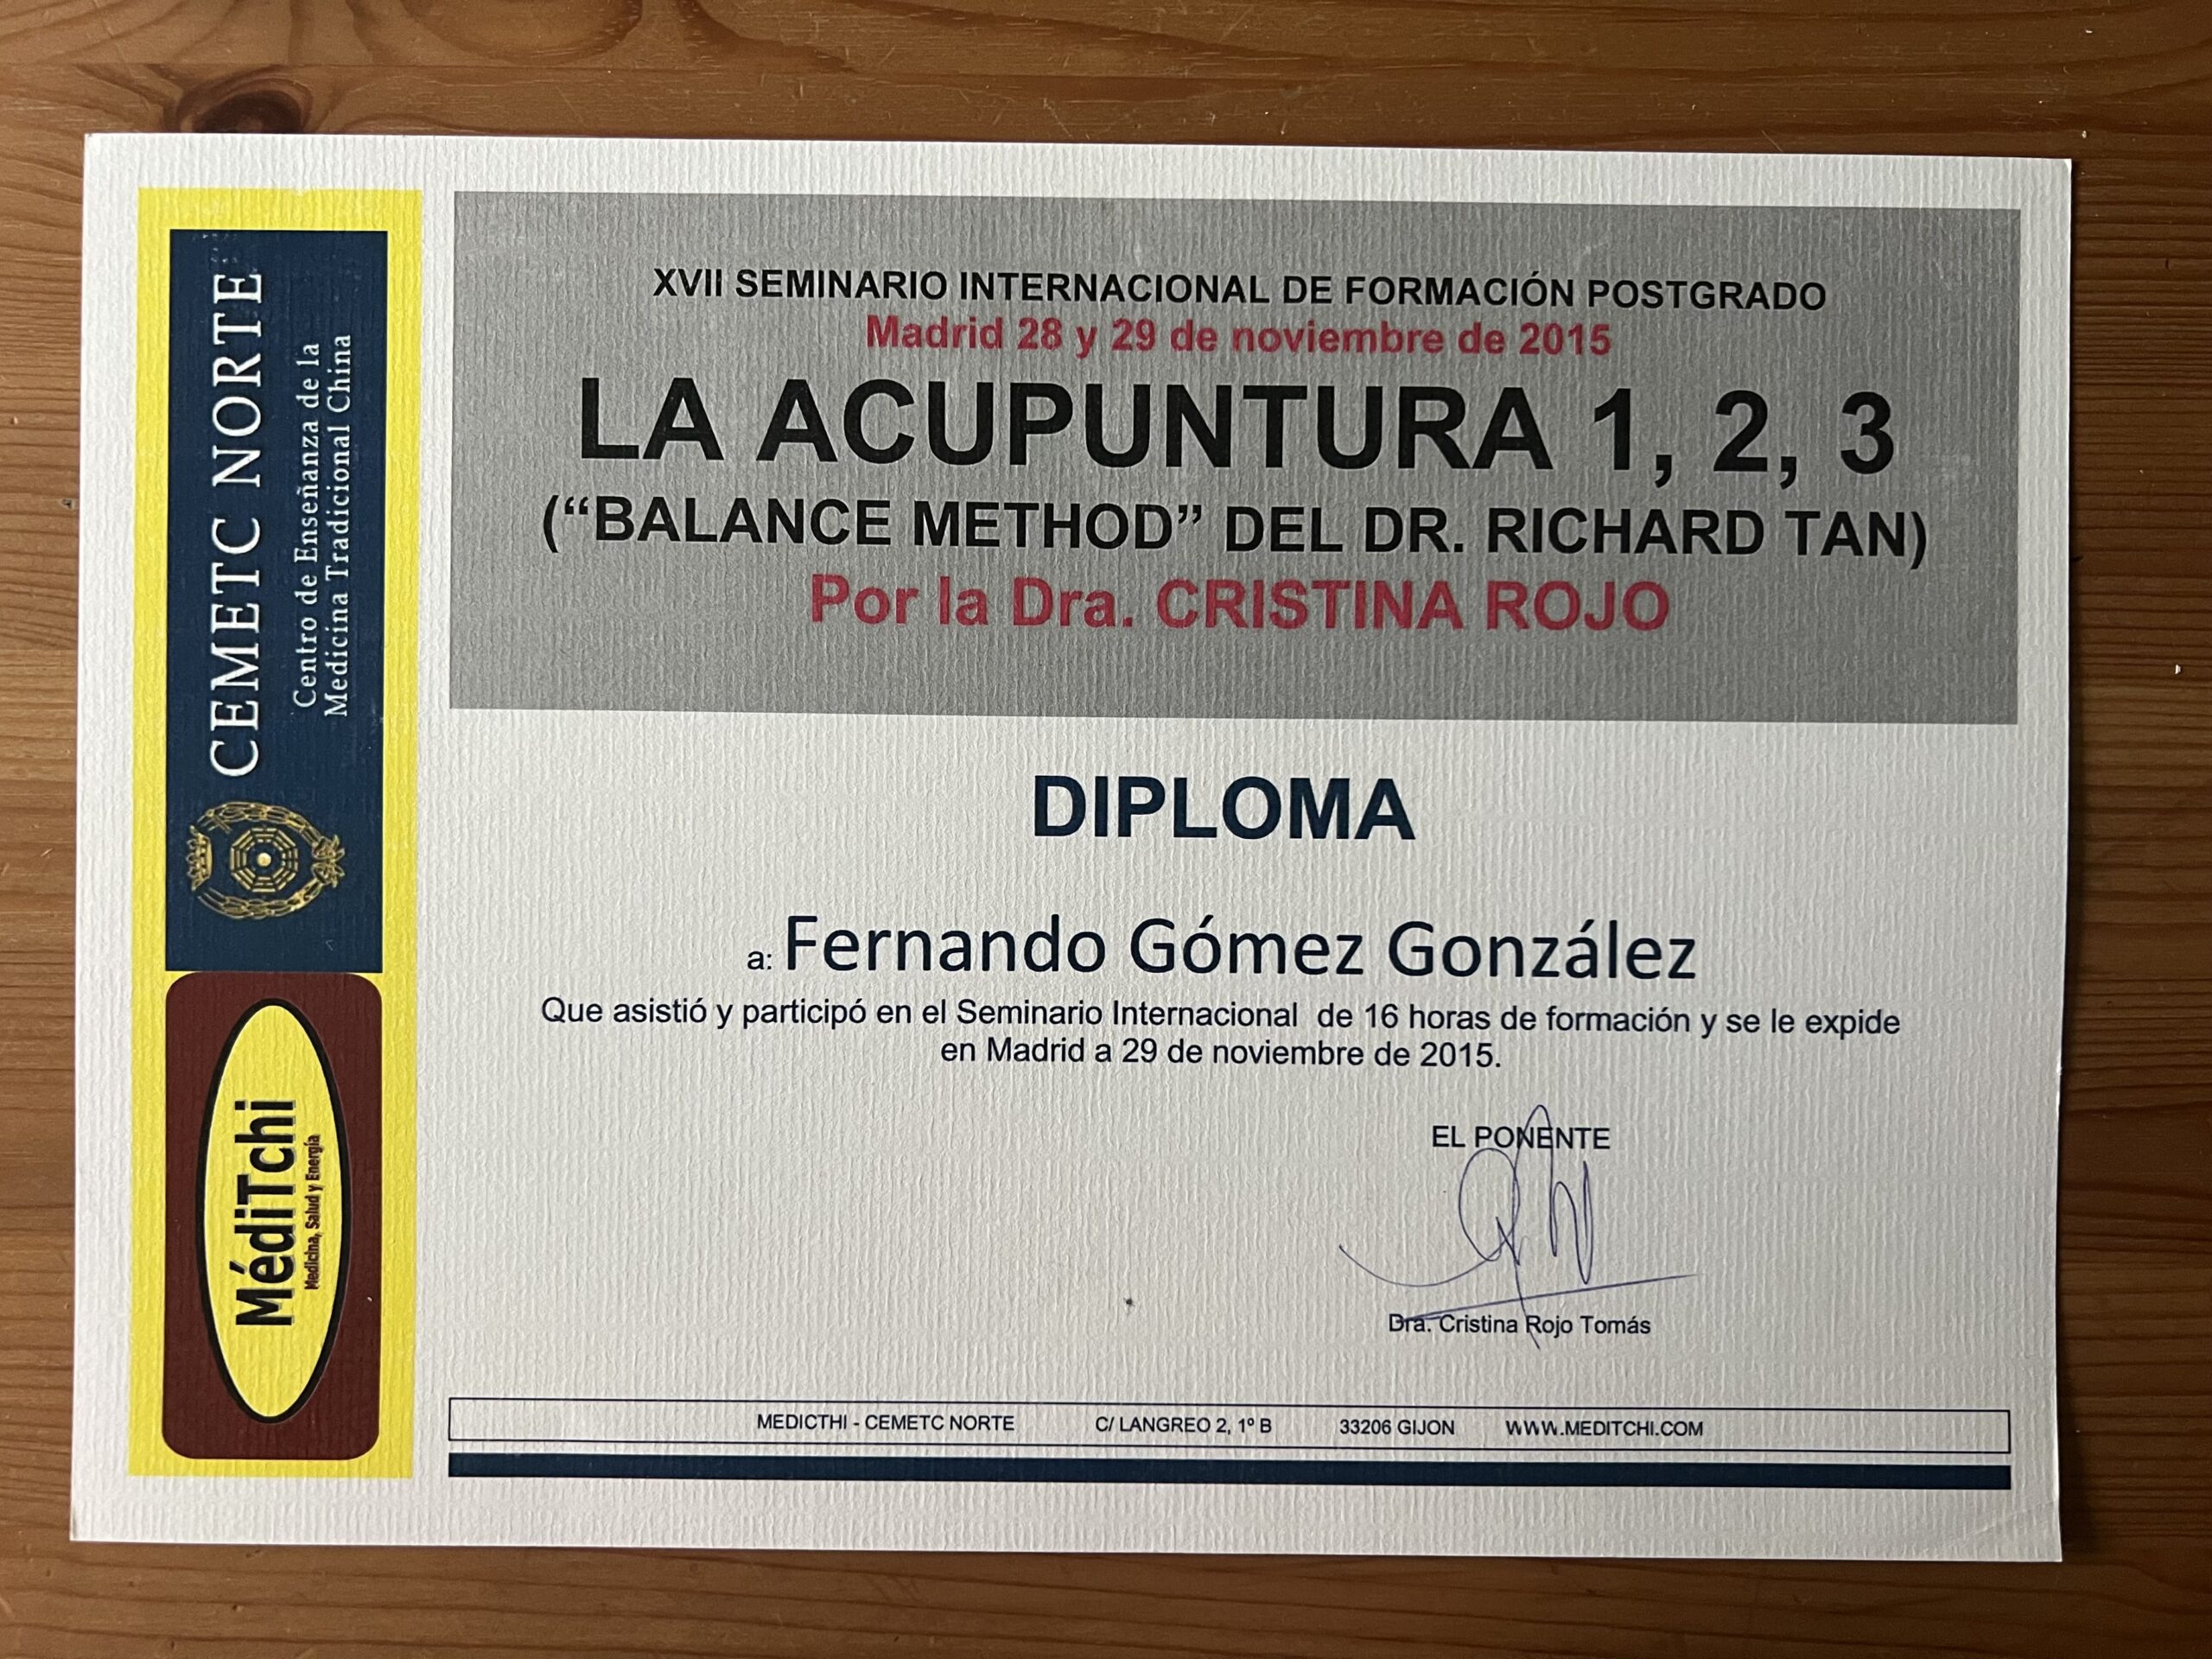 CEMETC NORTE
Centro de Enseñanza de la
Medicina Tradicional China
MédiTchi
Medicina, Salud y Energía
XVII SEMINARIO INTERNACIONAL DE FORMACIÓN POSTGRADO
Madrid 28 y 29 de noviembre de 2015
LA ACUPUNTURA 1, 2, 3
(“BALANCE METHOD” DEL DR. RICHARD TAN)
Por la Dra. CRISTINA ROJO
DIPLOMA
a: Fernando Gómez González
Que asistió y participó en el Seminario Internacional de 16 horas de formación y se le expide
en Madrid a 29 de noviembre de 2015.
EL PONENTE
Dra. Cristina Rojo Tomás
MEDICTHI - CEMETC NORTE C/ LANGREO 2, 1º B 33206 GIJON WWW.MEDITCHI.COM